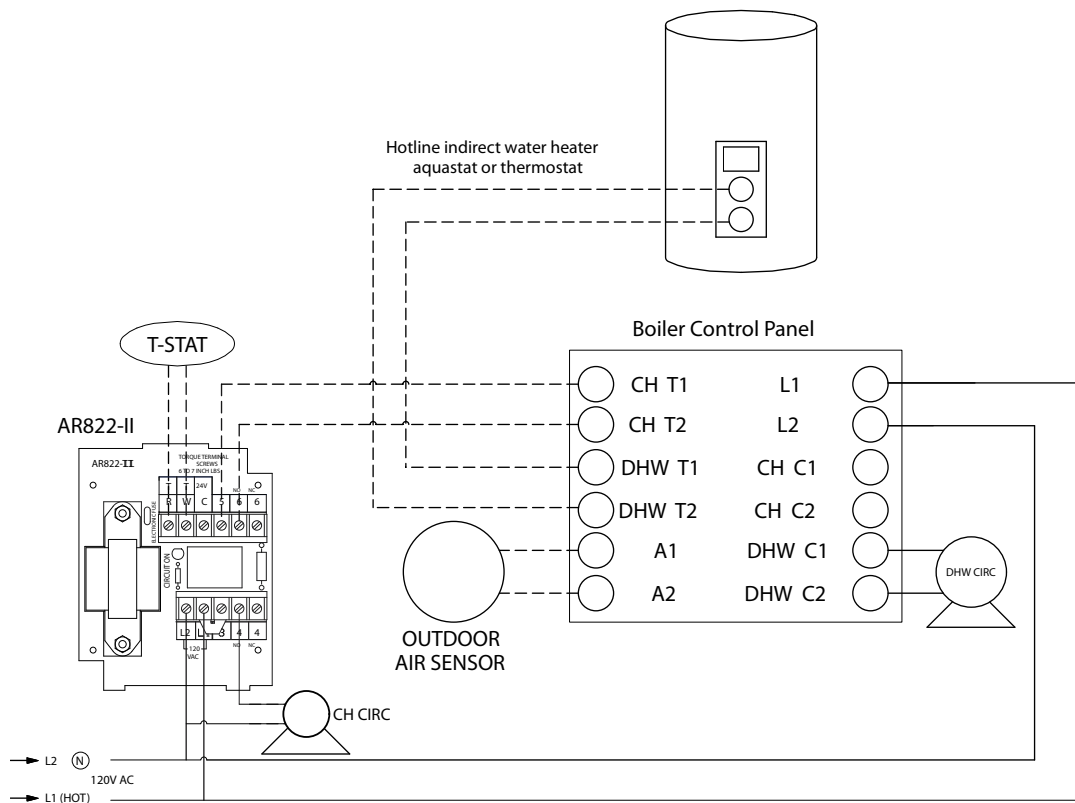 Hotline indirect water heater
aquastat or thermostat
Boiler Control Panel
T-STAT
AR822-II
AR822-II
TORQUE TERMINAL
SCREWS
6 TO 7 INCH LBS
T T 24V NO NC
R W C 5 6 6
ELECTRONIC FUSE
CIRCUIT ON
L2 L1 3 4 4
120
VAC
NO NC
CH T1 L1
CH T2 L2
DHW T1 CH C1
DHW T2 CH C2
A1 DHW C1
A2 DHW C2
DHW CIRC
OUTDOOR
AIR SENSOR
CH CIRC
L2 N
120V AC
L1 (HOT)